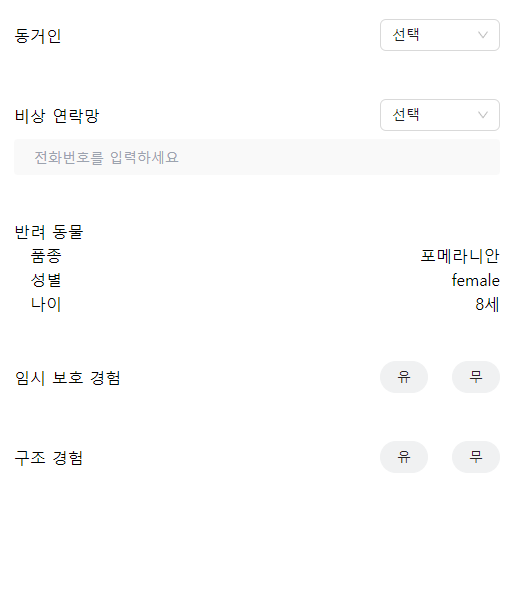 동거인 선택
비상 연락망 선택
전화번호를 입력하세요
반려 동물
품종 포메라니안
성별 female
나이 8세
임시 보호 경험 유 무
구조 경험 유 무